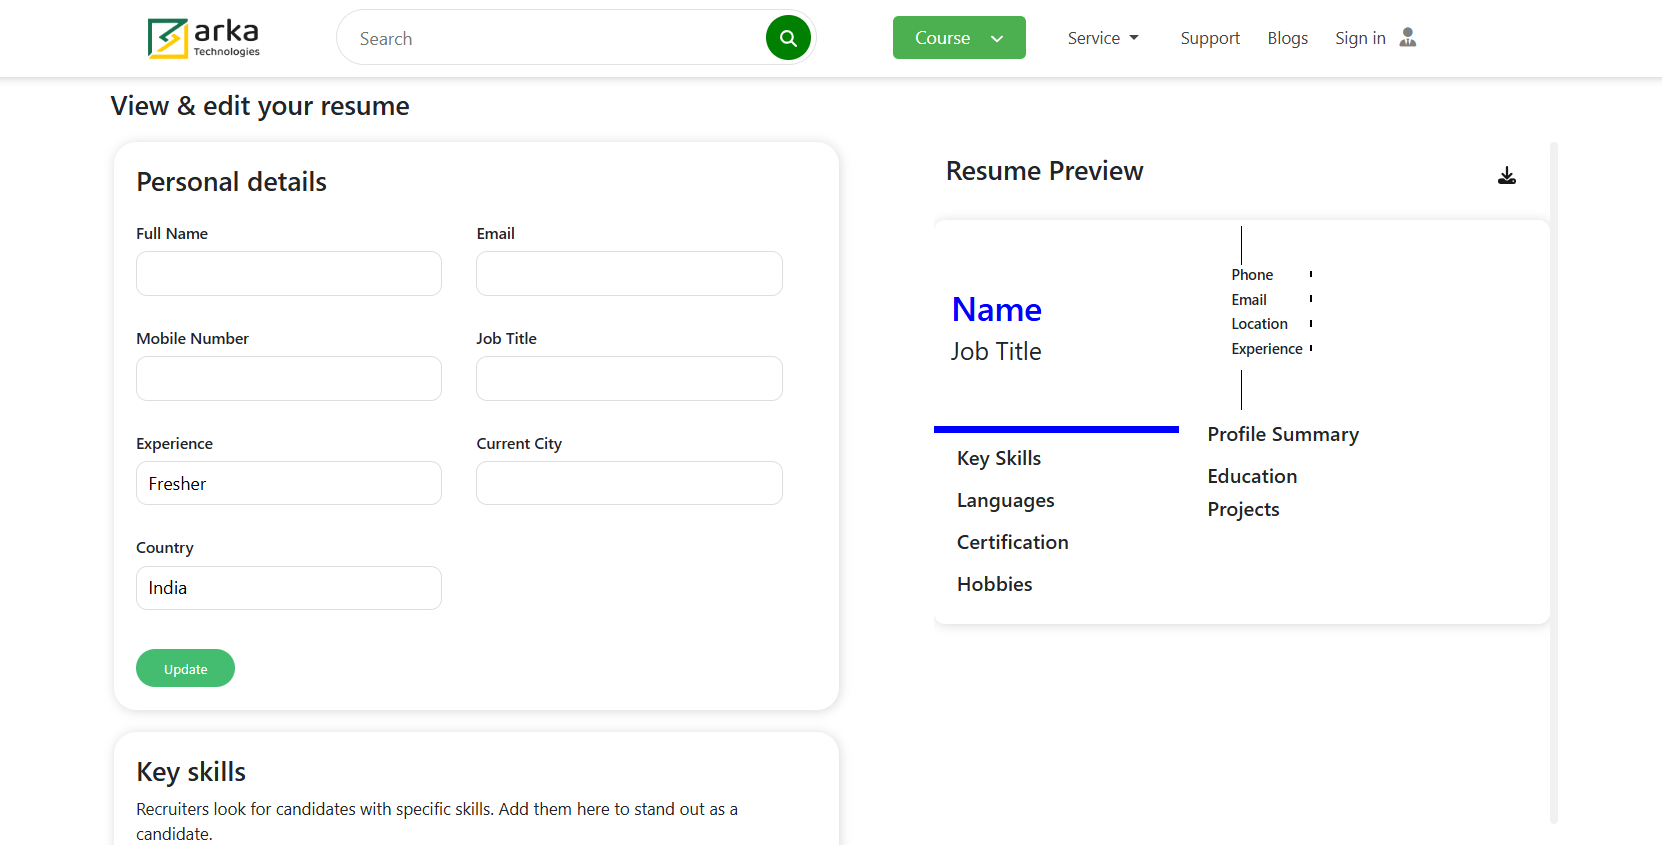 arka
Technologies
Search
Course
Service
Support
Blogs
Sign in
View & edit your resume
Personal details
Full Name
Email
Mobile Number
Job Title
Experience
Current City
Fresher
Country
India
Update
Key skills
Recruiters look for candidates with specific skills. Add them here to stand out as a
candidate.
Resume Preview
Name
Job Title
Phone
Email
Location
Experience
Key Skills
Languages
Certification
Hobbies
Profile Summary
Education
Projects